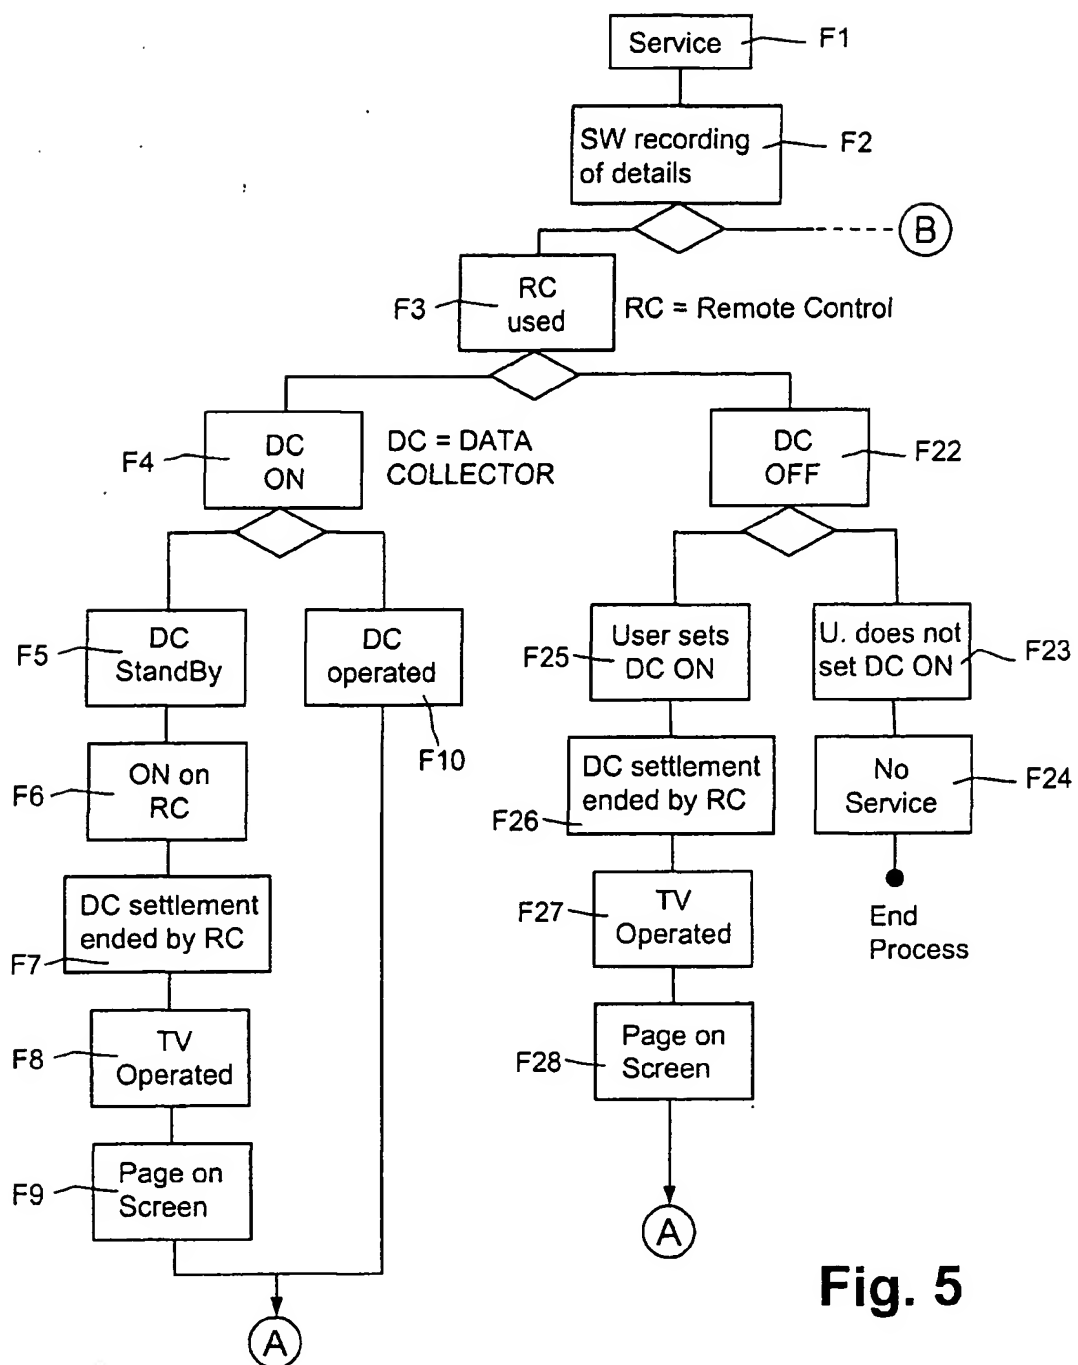 Service
F1
SW recording
of details
F2
B
RC
used
F3
RC = Remote Control
DC
ON
F4
DC = DATA
COLLECTOR
DC
OFF
F22
DC
StandBy
F5
DC
operated
F10
User sets
DC ON
F25
U. does not
set DC ON
F23
ON on
RC
F6
DC settlement
ended by RC
F26
No
Service
F24
DC settlement
ended by RC
F7
TV
Operated
F27
End
Process
TV
Operated
F8
Page on
Screen
F28
Page on
Screen
F9
A
A
Fig. 5